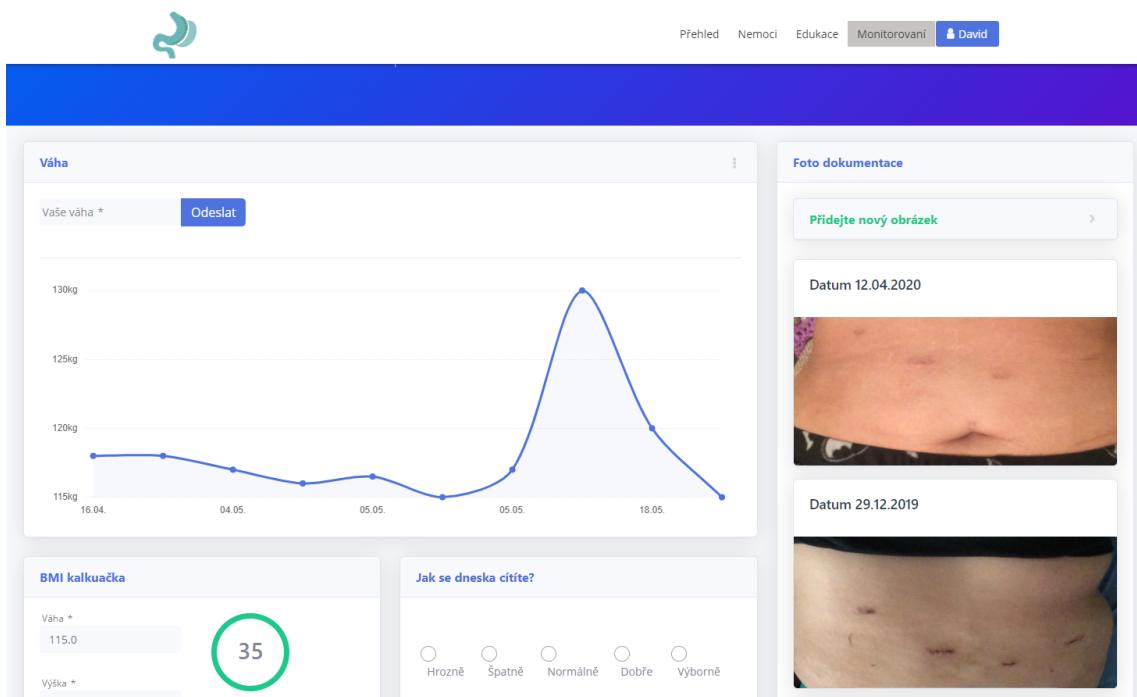 Přehled Nemoci Edukace Monitorovaní David
Váha
Vaše váha * Odeslat
130kg
125kg
120kg
115kg
16.04. 04.05. 05.05. 05.05. 18.05.
BMI kalkuačka
Váha *
115.0
35
Výška *
Jak se dneska cítíte?
Hrozně Špatně Normálně Dobře Výborně
Foto dokumentace
Přidejte nový obrázek
Datum 12.04.2020
Datum 29.12.2019